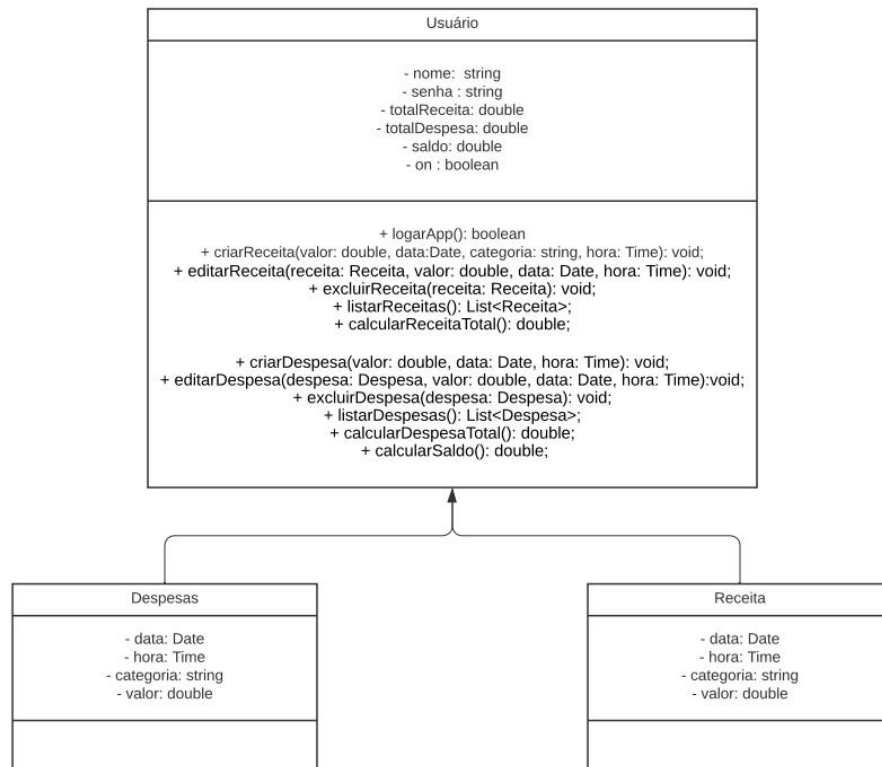 Usuário
- nome: string
- senha : string
- totalReceita: double
- totalDespesa: double
- saldo: double
- on : boolean
+ logarApp(): boolean
+ criarReceita(valor: double, data:Date, categoria: string, hora: Time): void;
+ editarReceita(receita: Receita, valor: double, data: Date, hora: Time): void;
+ excluirReceita(receita: Receita): void;
+ listarReceitas(): List<Receita>;
+ calcularReceitaTotal(): double;
+ criarDespesa(valor: double, data: Date, hora: Time): void;
+ editarDespesa(despesa: Despesa, valor: double, data: Date, hora: Time):void;
+ excluirDespesa(despesa: Despesa): void;
+ listarDespesas(): List<Despesa>;
+ calcularDespesaTotal(): double;
+ calcularSaldo(): double;
Despesas
- data: Date
- hora: Time
- categoria: string
- valor: double
Receita
- data: Date
- hora: Time
- categoria: string
- valor: double